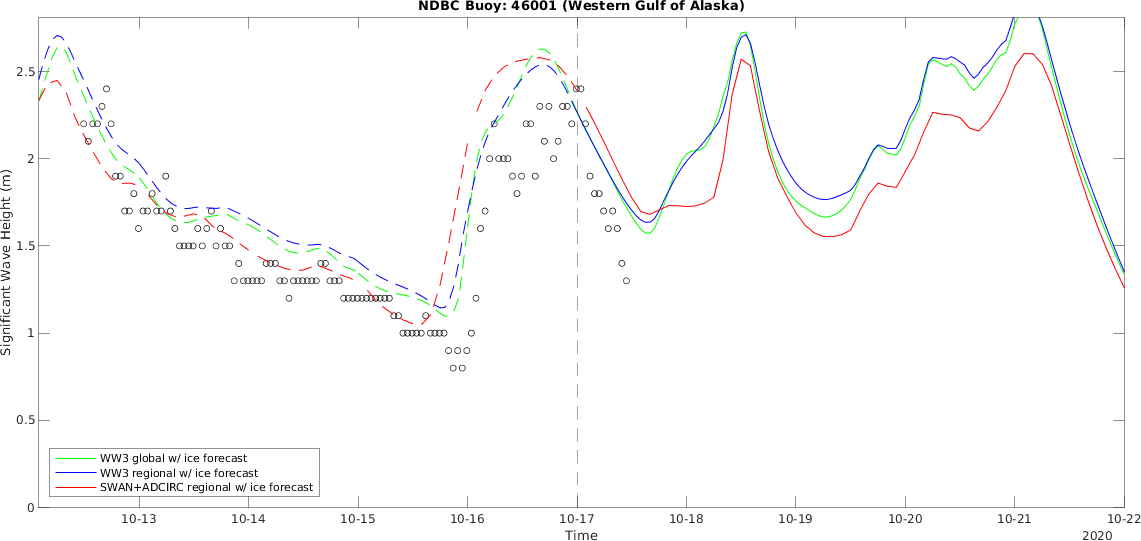 NDBC Buoy: 46001 (Western Gulf of Alaska)
Significant Wave Height (m)
2.5
2
1.5
1
0.5
0
WW3 global w/ ice forecast
WW3 regional w/ ice forecast
SWAN+ADCIRC regional w/ ice forecast
10-13 10-14 10-15 10-16 10-17 10-18 10-19 10-20 10-21 10-22
Time
2020